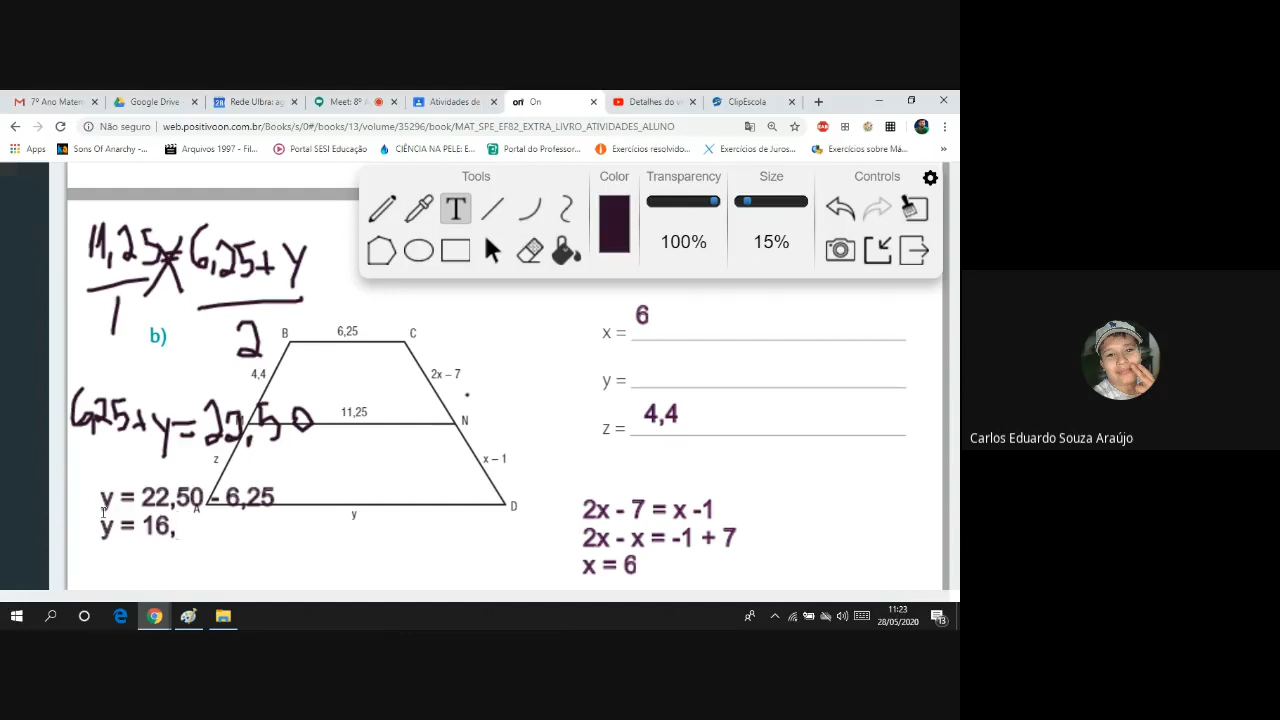 7º Ano Matem
Google Drive
Rede Ulbra: ag
Meet: 8º A
Atividades de
On
Detalhes do v
ClipEscola
Não seguro
web.positivoon.com.br/Books/s/0#/books/13/volume/35296/book/MAT_SPE_EF82_EXTRA_LIVRO_ATIVIDADES_ALUNO
Apps
Sons Of Anarchy -...
Arquivos 1997 - Fil...
Portal SESI Educação
CIÊNCIA NA PELE: E...
Portal do Professor...
Exercícios resolvido...
Exercícios de Juros...
Exercícios sobre Má...
Tools
Color
Transparency
Size
Controls
T
100%
15%
11,25 = 6,25 + y
1
2
b)
B
6,25
C
4,4
2x – 7
11,25
N
z
x – 1
A
y
D
6,25 + y = 22,50
y = 22,50 - 6,25
y = 16,
6
x =
y =
4,4
z =
2x - 7 = x -1
2x - x = -1 + 7
x = 6
Carlos Eduardo Souza Araújo
11:23
28/05/2020
13